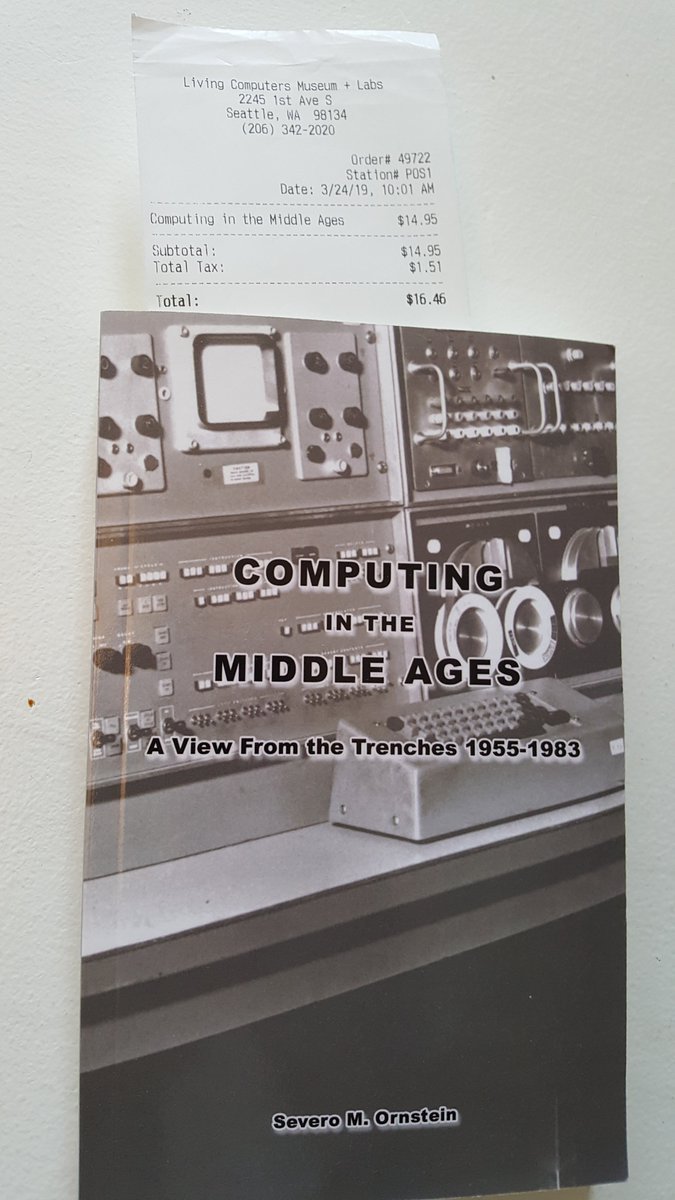 Living Computers Museum + Labs
2245 1st Ave S
Seattle, WA 98134
(206) 342-2020
Order# 49722
Station# POS1
Date: 3/24/19, 10:01 AM
Computing in the Middle Ages $14.95
Subtotal: $14.95
Total Tax: $1.51
Total: $16.46
COMPUTING
IN THE
MIDDLE AGES
A View From the Trenches 1955-1983
Severo M. Ornstein